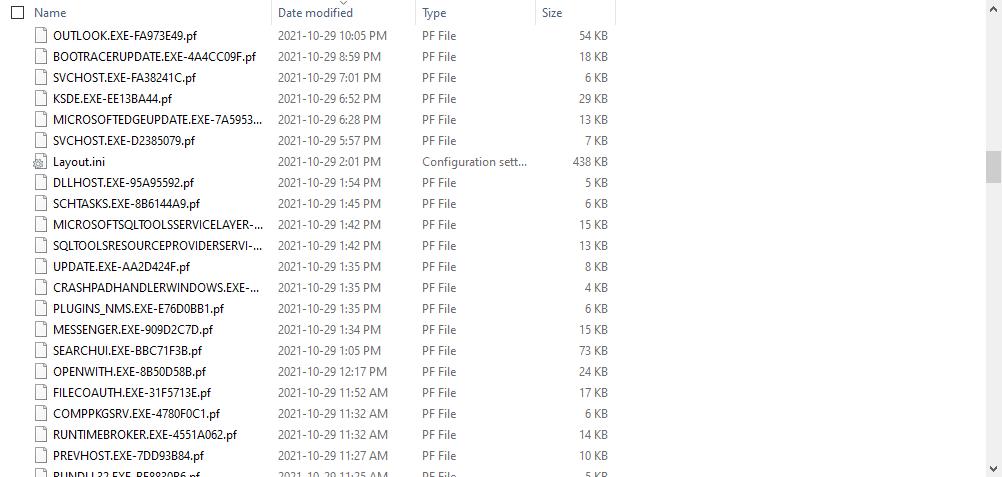 Name Date modified Type Size
OUTLOOK.EXE-FA973E49.pf 2021-10-29 10:05 PM PF File 54 KB
BOOTRACERUPDATE.EXE-4A4CC09F.pf 2021-10-29 8:59 PM PF File 18 KB
SVCHOST.EXE-FA38241C.pf 2021-10-29 7:01 PM PF File 6 KB
KSDE.EXE-EE13BA44.pf 2021-10-29 6:52 PM PF File 29 KB
MICROSOFTEDGEUPDATE.EXE-7A5953... 2021-10-29 6:28 PM PF File 13 KB
SVCHOST.EXE-D2385079.pf 2021-10-29 5:57 PM PF File 7 KB
Layout.ini 2021-10-29 2:01 PM Configuration sett... 438 KB
DLLHOST.EXE-95A95592.pf 2021-10-29 1:54 PM PF File 5 KB
SCHTASKS.EXE-8B6144A9.pf 2021-10-29 1:45 PM PF File 6 KB
MICROSOFTSQLTOOLSSERVICELAYER-... 2021-10-29 1:42 PM PF File 15 KB
SQLTOOLSRESOURCEPROVIDERSERVI-... 2021-10-29 1:42 PM PF File 13 KB
UPDATE.EXE-AA2D424F.pf 2021-10-29 1:35 PM PF File 8 KB
CRASHPADHANDLERWINDOWS.EXE-... 2021-10-29 1:35 PM PF File 4 KB
PLUGINS_NMS.EXE-E76D0BB1.pf 2021-10-29 1:35 PM PF File 6 KB
MESSENGER.EXE-909D2C7D.pf 2021-10-29 1:34 PM PF File 15 KB
SEARCHUI.EXE-BBC71F3B.pf 2021-10-29 1:05 PM PF File 73 KB
OPENWITH.EXE-8B50D58B.pf 2021-10-29 12:17 PM PF File 24 KB
FILECOAUTH.EXE-31F5713E.pf 2021-10-29 11:52 AM PF File 17 KB
COMPPKGSRV.EXE-4780F0C1.pf 2021-10-29 11:32 AM PF File 6 KB
RUNTIMEBROKER.EXE-4551A062.pf 2021-10-29 11:32 AM PF File 14 KB
PREVHOST.EXE-7DD93B84.pf 2021-10-29 11:27 AM PF File 10 KB
2021-10-29 11:25 AM PF File 5 KB